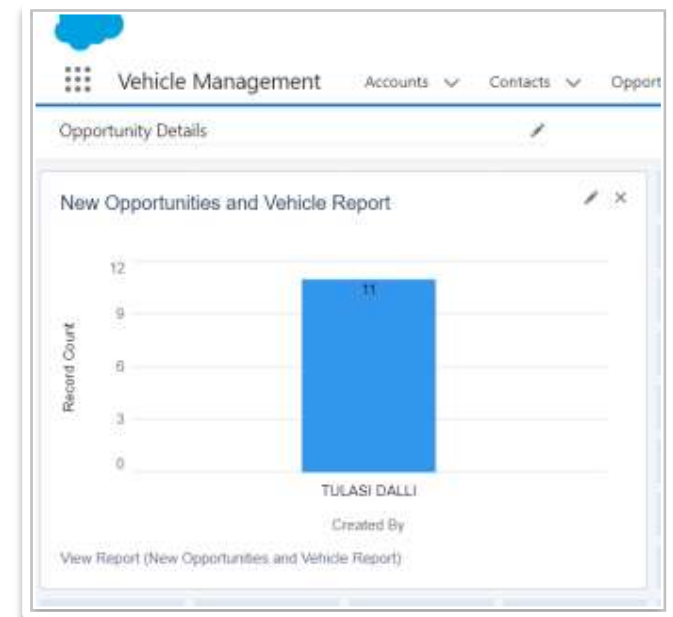 Vehicle Management Accounts Contacts Opport
Opportunity Details
New Opportunities and Vehicle Report
12
11
9
6
3
0
Record Count
TULASI DALLI
Created By
View Report (New Opportunities and Vehicle Report)